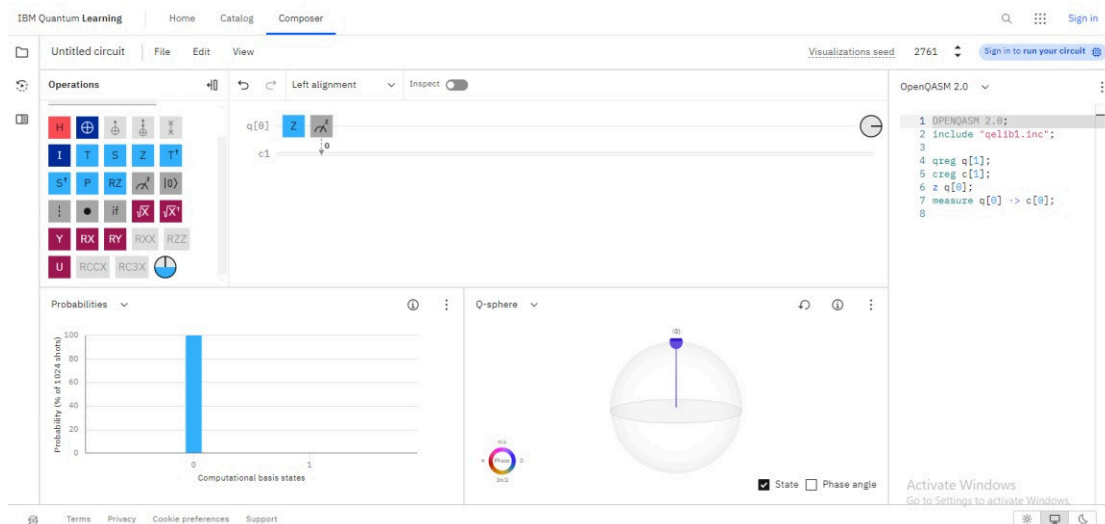 IBM Quantum Learning Home Catalog Composer Sign in
Untitled circuit File Edit View Visualizations seed 2761 Sign in to run your circuit
Operations Left alignment Inspect OpenQASM 2.0
H
I T S Z T†
S† P RZ z |0⟩
if √X √X†
Y RX RY RXX RZZ
U RCCX RC3X
q[0] Z z
0
c1
1 OPENQASM 2.0;
2 include "qelib1.inc";
3
4 qreg q[1];
5 creg c[1];
6 z q[0];
7 measure q[0] -> c[0];
8
Probabilities
Probability (% of 1024 shots)
100
80
60
40
20
0
0 1
Computational basis states
Q-sphere
|0⟩
π/2
π Phase 0
3π/2
State Phase angle
Activate Windows
Go to Settings to activate Windows.
Terms Privacy Cookie preferences Support